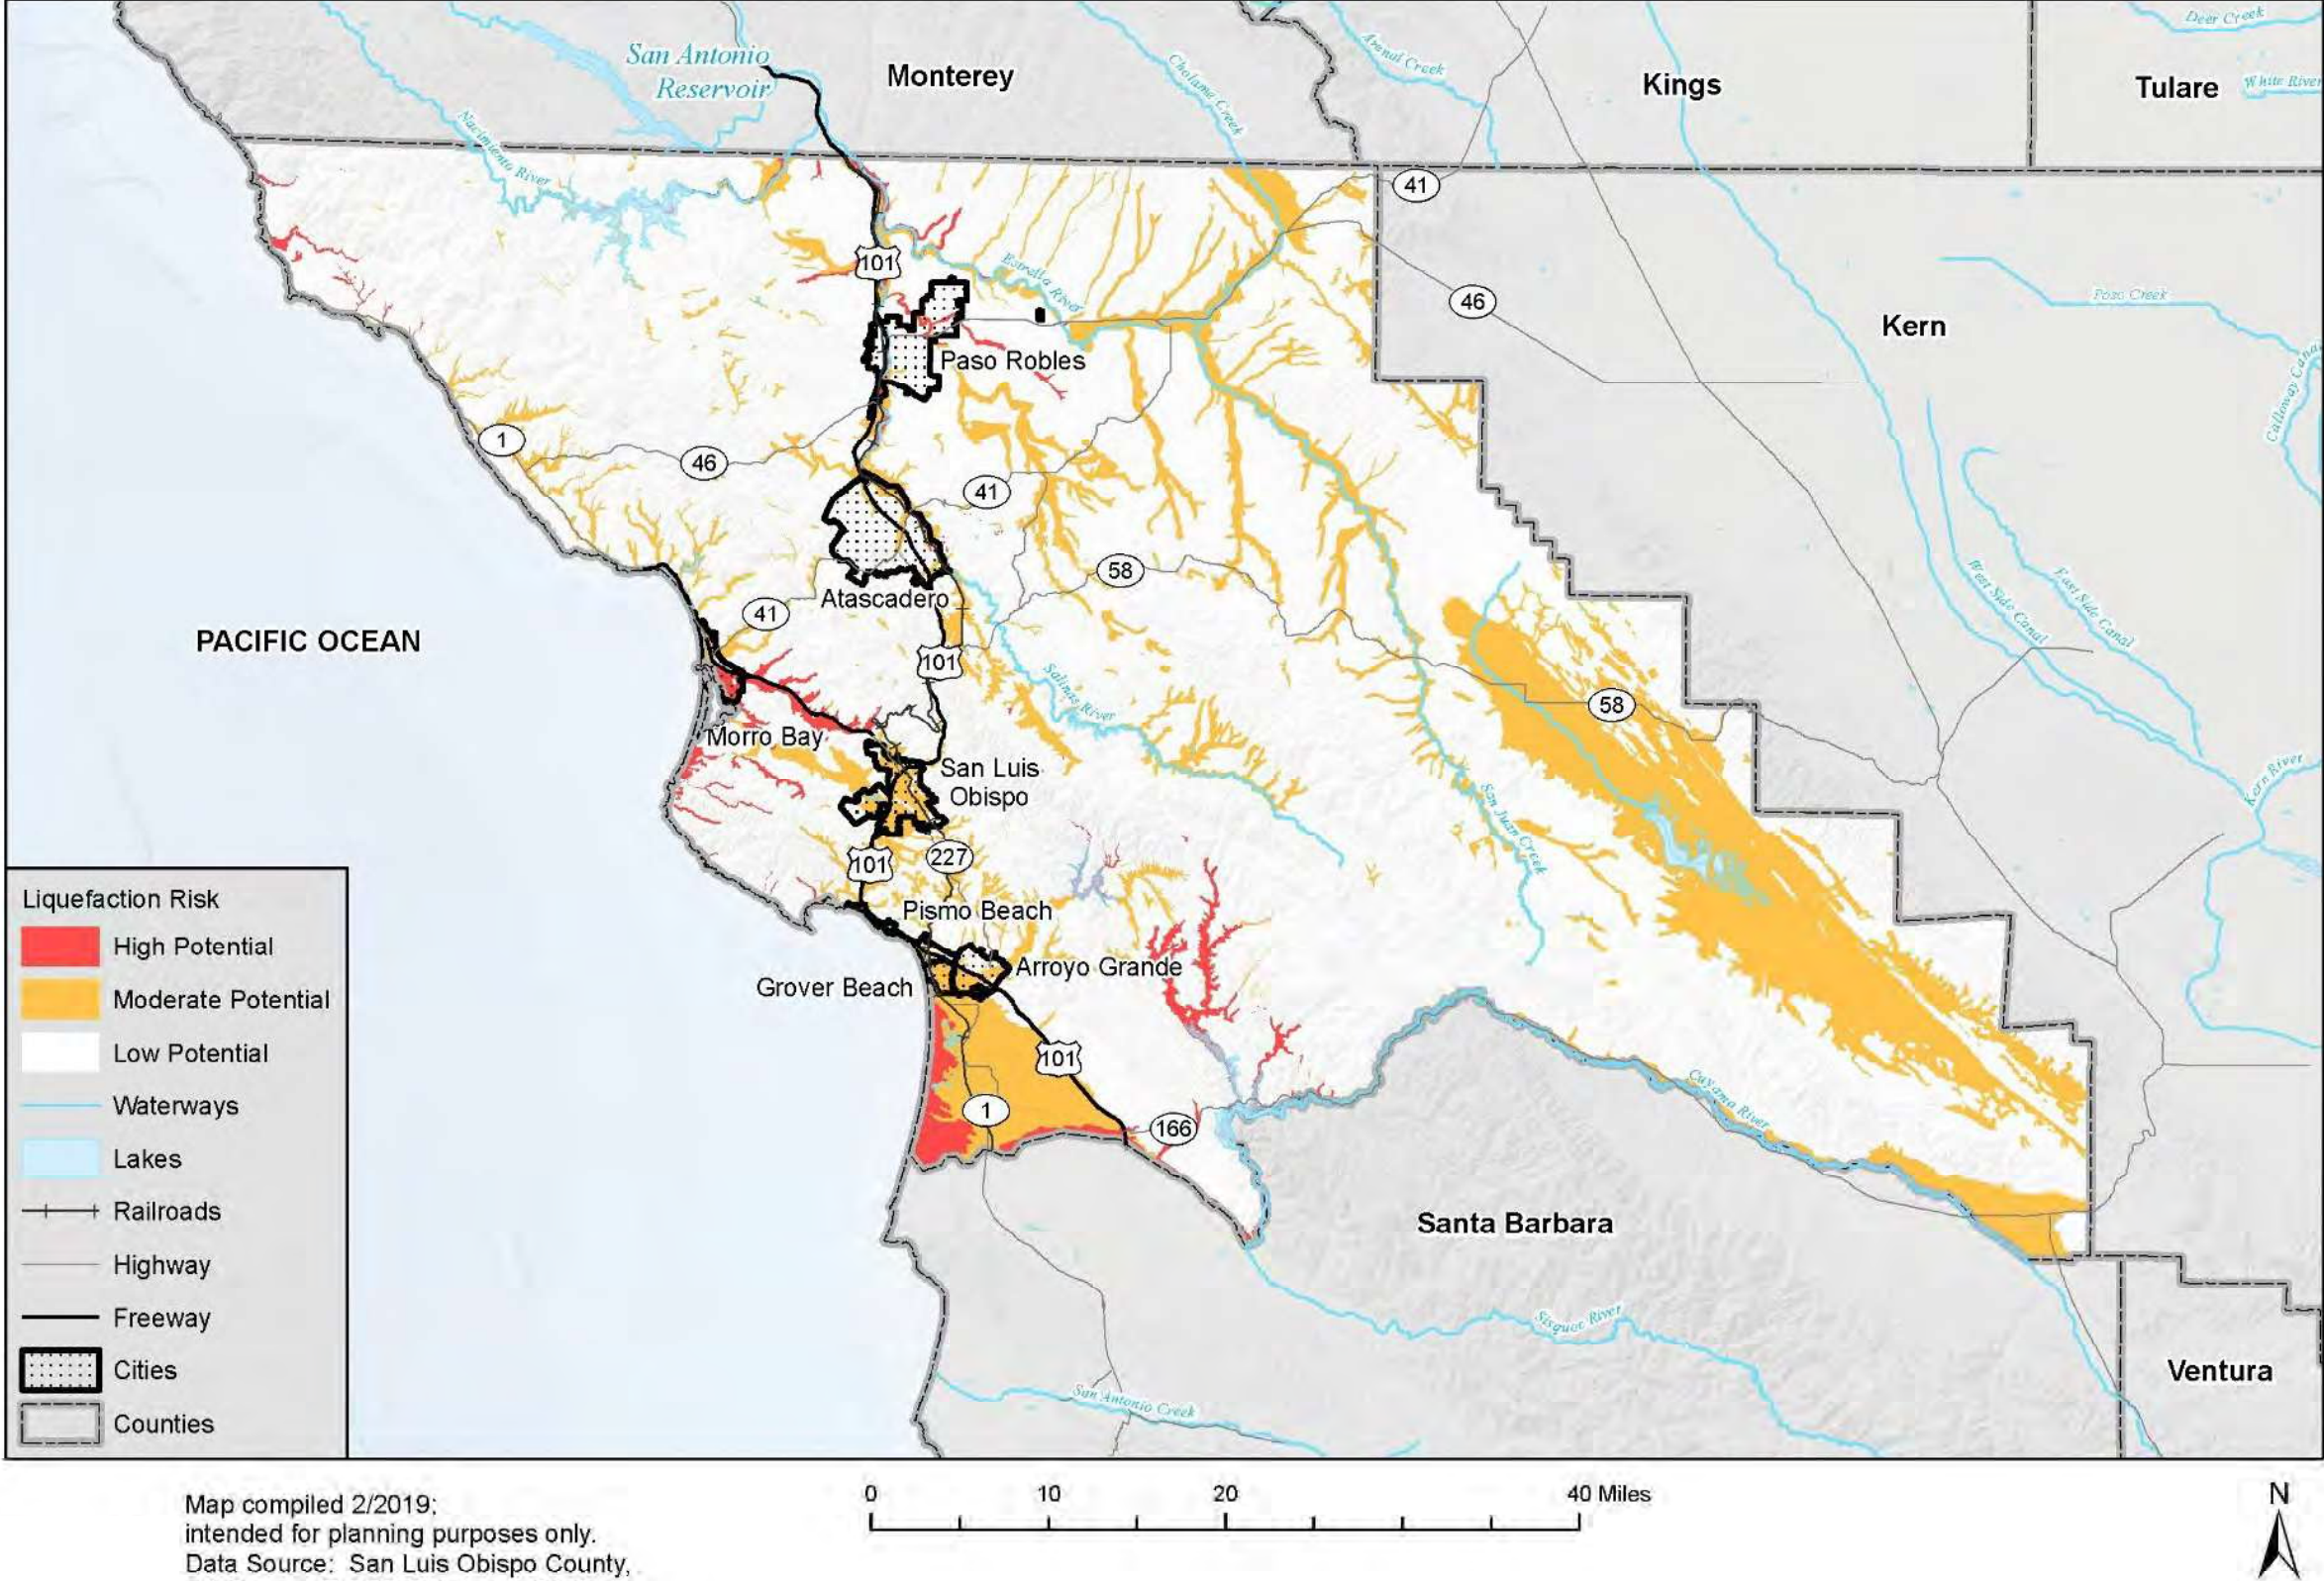 San Antonio
Reservoir
Monterey
Kings
Tulare
Deer Creek
White River
Arenal Creek
Cholame Creek
Nacimiento River
41
101
Estrella River
46
Poso Creek
Kern
Paso Robles
1
46
41
58
Atascadero
41
West Side Canal
East Side Canal
PACIFIC OCEAN
101
Salinas River
58
Morro Bay
San Luis
Obispo
San Juan Creek
Kern River
101
227
Pismo Beach
Arroyo Grande
Grover Beach
101
1
166
Cuyama River
Santa Barbara
Sisquoc River
San Antonio Creek
Ventura
Liquefaction Risk
High Potential
Moderate Potential
Low Potential
Waterways
Lakes
Railroads
Highway
Freeway
Cities
Counties
Map compiled 2/2019;
intended for planning purposes only.
Data Source: San Luis Obispo County,
0 10 20 40 Miles
N